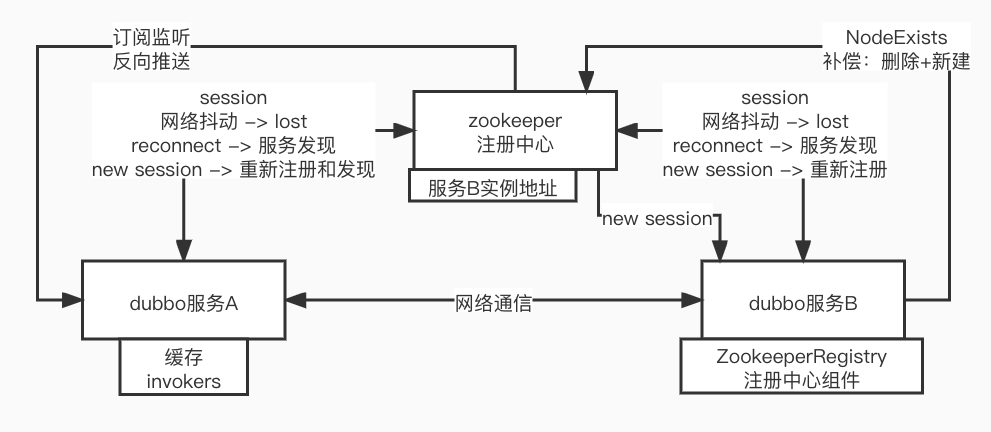 订阅监听
反向推送
NodeExists
补偿：删除+新建
session
网络抖动 -> lost
reconnect -> 服务发现
new session -> 重新注册和发现
zookeeper
注册中心
服务B实例地址
session
网络抖动 -> lost
reconnect -> 服务发现
new session -> 重新注册
new session
dubbo服务A
缓存
invokers
网络通信
dubbo服务B
ZookeeperRegistry
注册中心组件